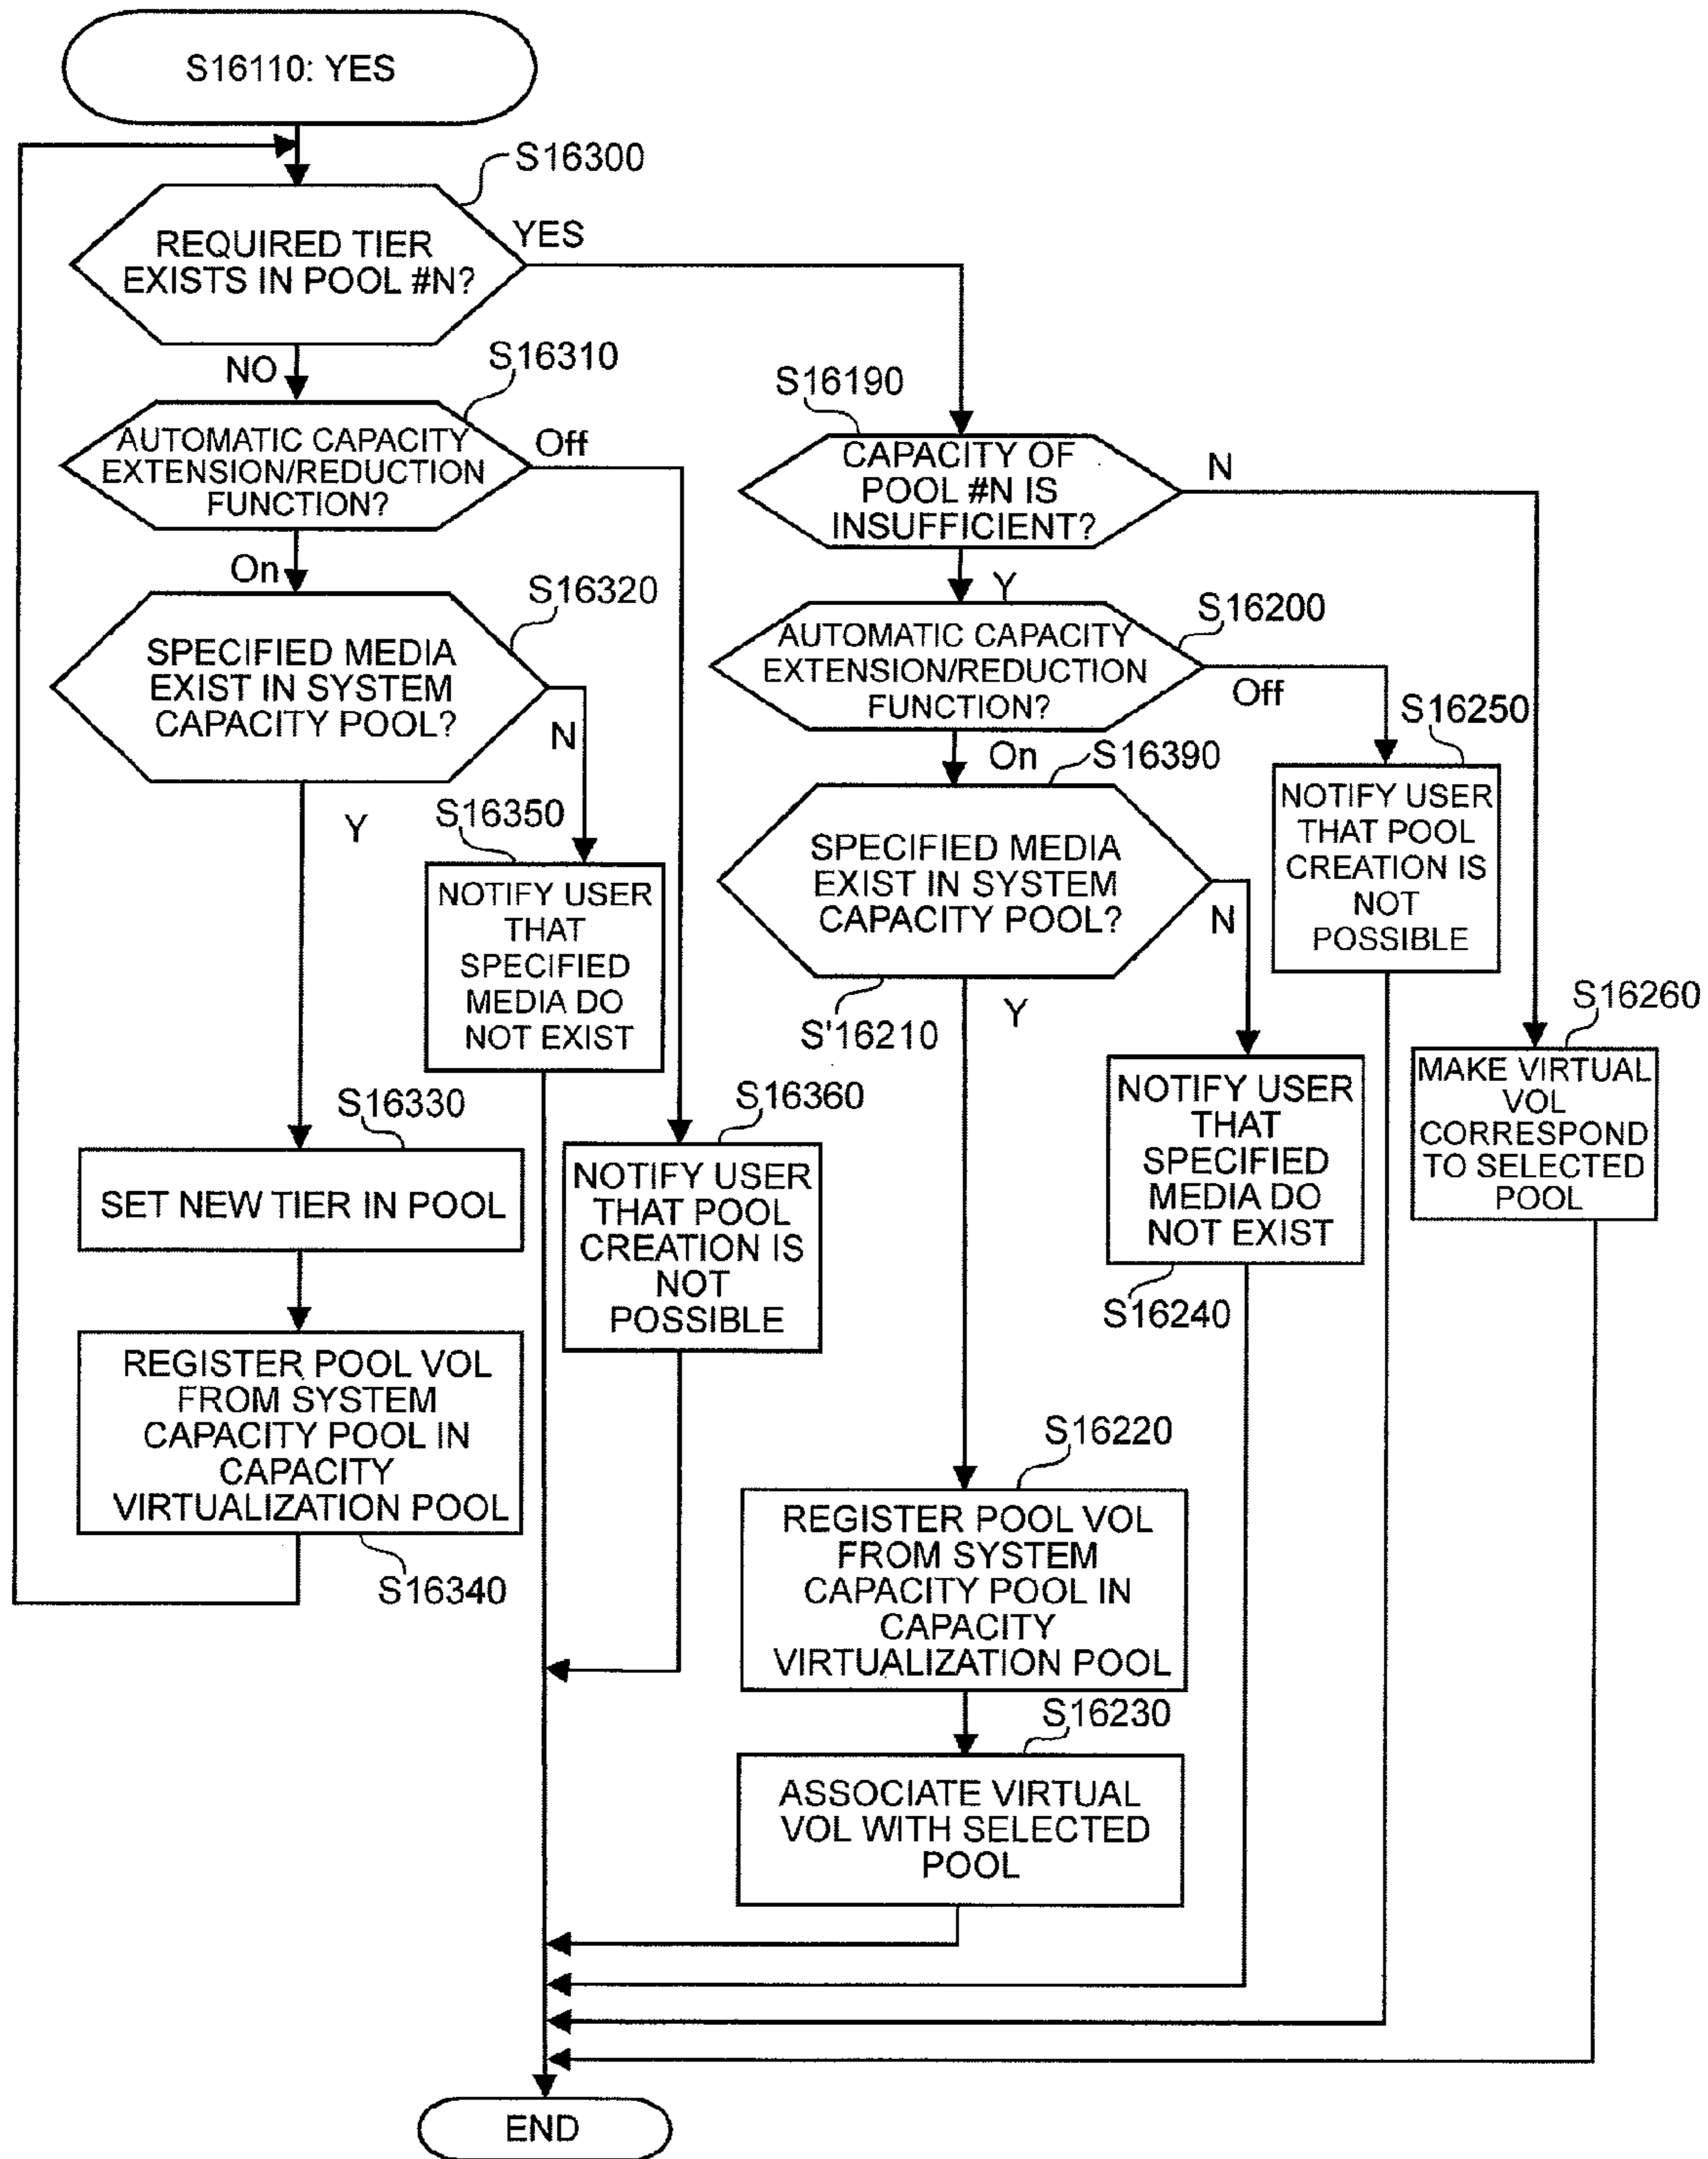 S16110: YES
S16300
REQUIRED TIER
EXISTS IN POOL #N?
YES
NO
S16310
AUTOMATIC CAPACITY
EXTENSION/REDUCTION
FUNCTION?
Off
On
S16320
SPECIFIED MEDIA
EXIST IN SYSTEM
CAPACITY POOL?
N
Y
S16350
NOTIFY USER
THAT
SPECIFIED
MEDIA DO
NOT EXIST
S16330
SET NEW TIER IN POOL
S16360
NOTIFY USER
THAT POOL
CREATION IS
NOT
POSSIBLE
REGISTER POOL VOL
FROM SYSTEM
CAPACITY POOL IN
CAPACITY
VIRTUALIZATION POOL
S16340
S16190
CAPACITY OF
POOL #N IS
INSUFFICIENT?
N
Y
S16200
AUTOMATIC CAPACITY
EXTENSION/REDUCTION
FUNCTION?
Off
On
S16390
SPECIFIED MEDIA
EXIST IN SYSTEM
CAPACITY POOL?
N
S'16210
Y
S16250
NOTIFY USER
THAT POOL
CREATION IS
NOT
POSSIBLE
S16260
MAKE VIRTUAL
VOL
CORRESPOND
TO SELECTED
POOL
NOTIFY USER
THAT
SPECIFIED
MEDIA DO
NOT EXIST
S16240
S16220
REGISTER POOL VOL
FROM SYSTEM
CAPACITY POOL IN
CAPACITY
VIRTUALIZATION POOL
S16230
ASSOCIATE VIRTUAL
VOL WITH SELECTED
POOL
END